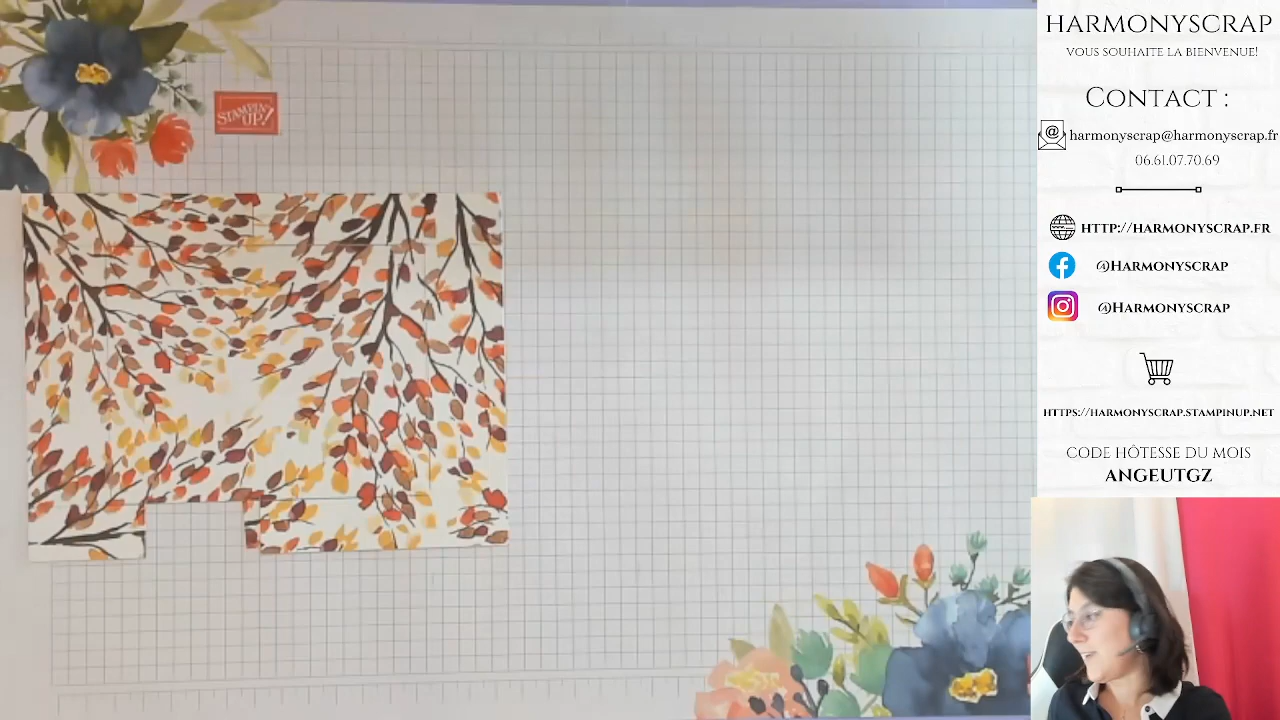 STAMPIN' UP!
HARMONYSCRAP
VOUS SOUHAITE LA BIENVENUE!
CONTACT :
harmonyscrap@harmonyscrap.fr
06.61.07.70.69
HTTP://HARMONYSCRAP.FR
@HARMONYSCRAP
@HARMONYSCRAP
HTTPS://HARMONYSCRAP.STAMPINUP.NET
CODE HÔTESSE DU MOIS
ANGEUTGZ